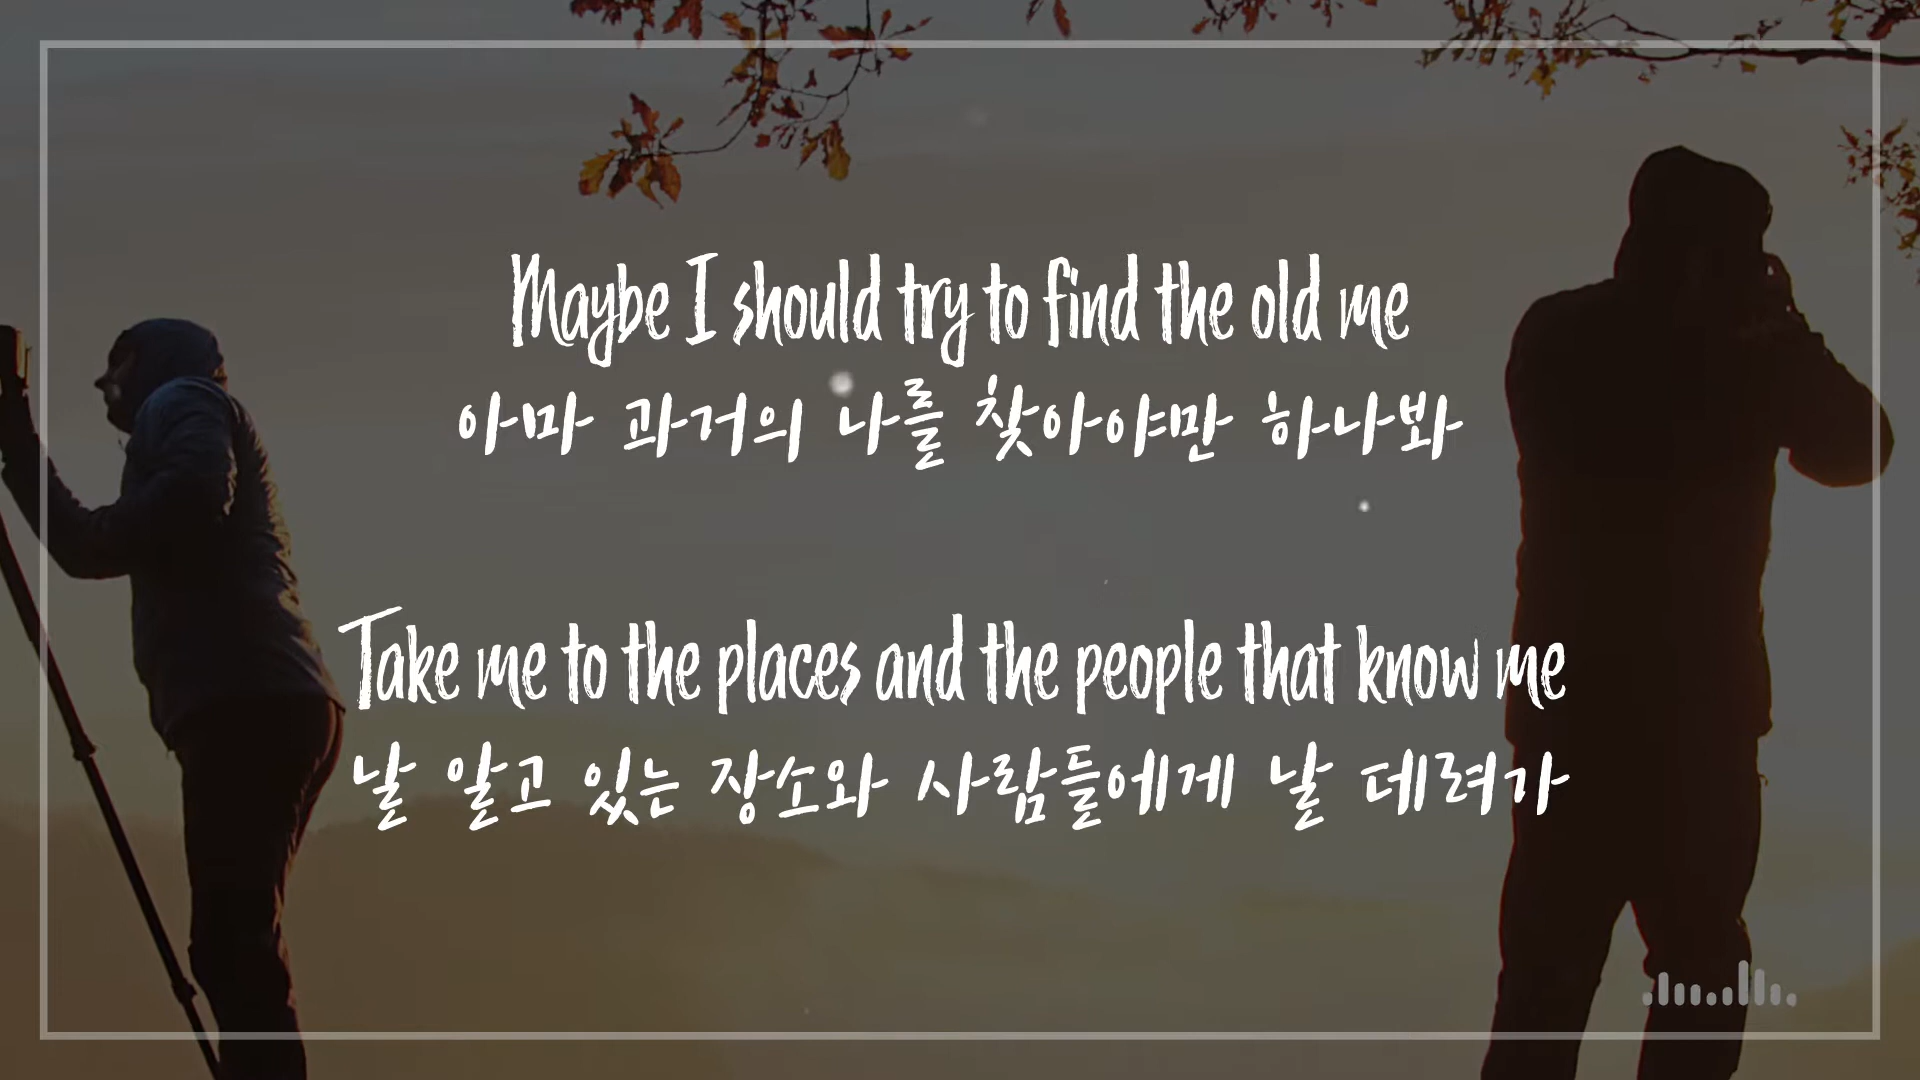 Maybe I should try to find the old me
아마 과거의 나를 찾아야만 하나봐
Take me to the places and the people that know me
날 알고 있는 장소와 사람들에게 날 데려가